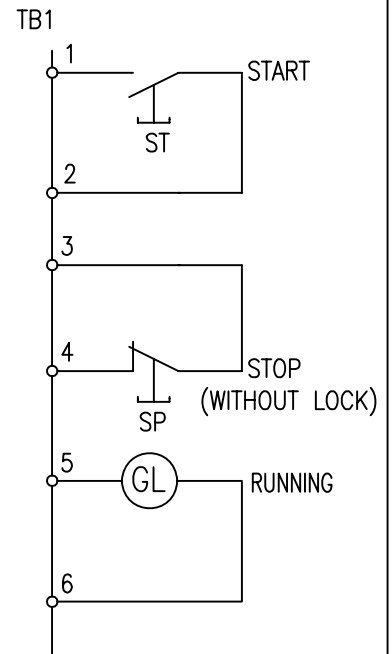 TB1
1
START
ST
2
3
4
STOP
(WITHOUT LOCK)
SP
5
GL
RUNNING
6